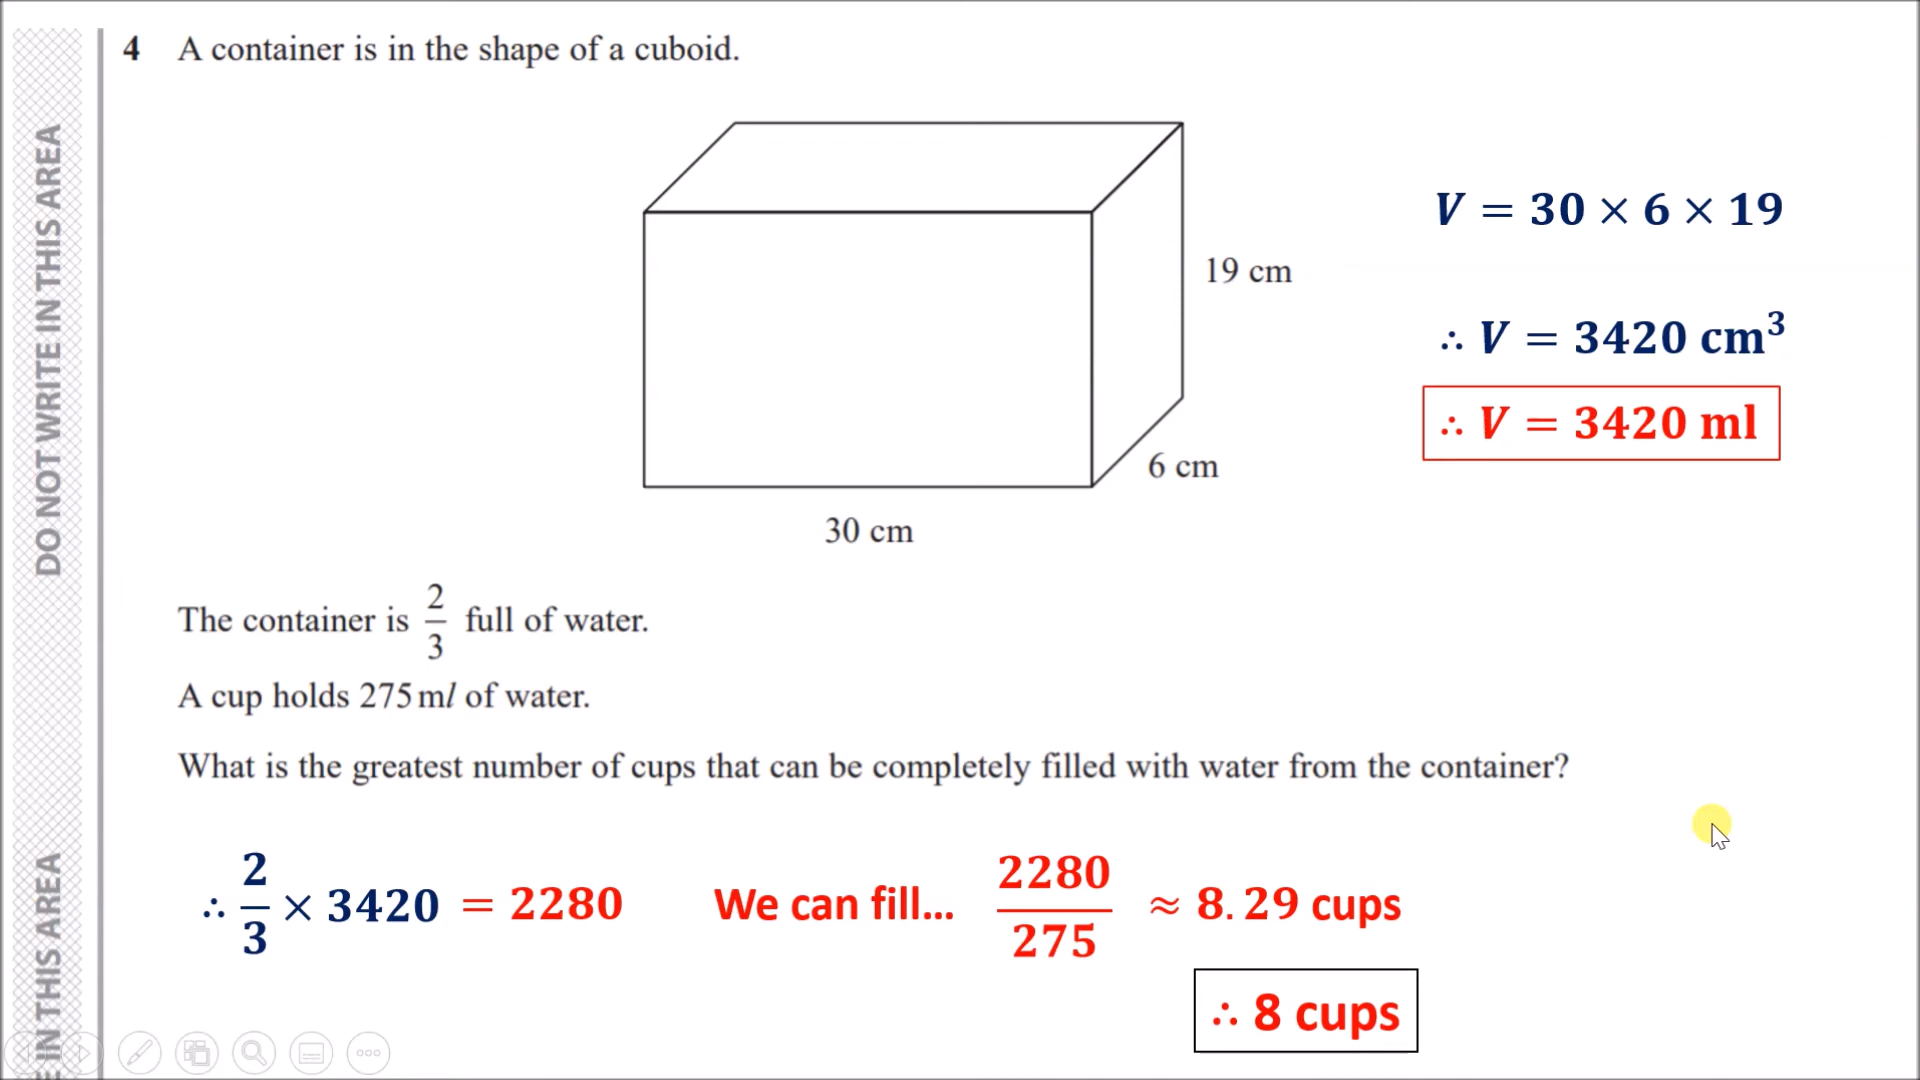 4 A container is in the shape of a cuboid.
V = 30 × 6 × 19
19 cm
∴ V = 3420 cm³
∴ V = 3420 ml
6 cm
30 cm
The container is 2/3 full of water.
A cup holds 275 ml of water.
What is the greatest number of cups that can be completely filled with water from the container?
∴ 2/3 × 3420 = 2280 We can fill... 2280/275 ≈ 8.29 cups
∴ 8 cups
DO NOT WRITE IN THIS AREA
IN THIS AREA